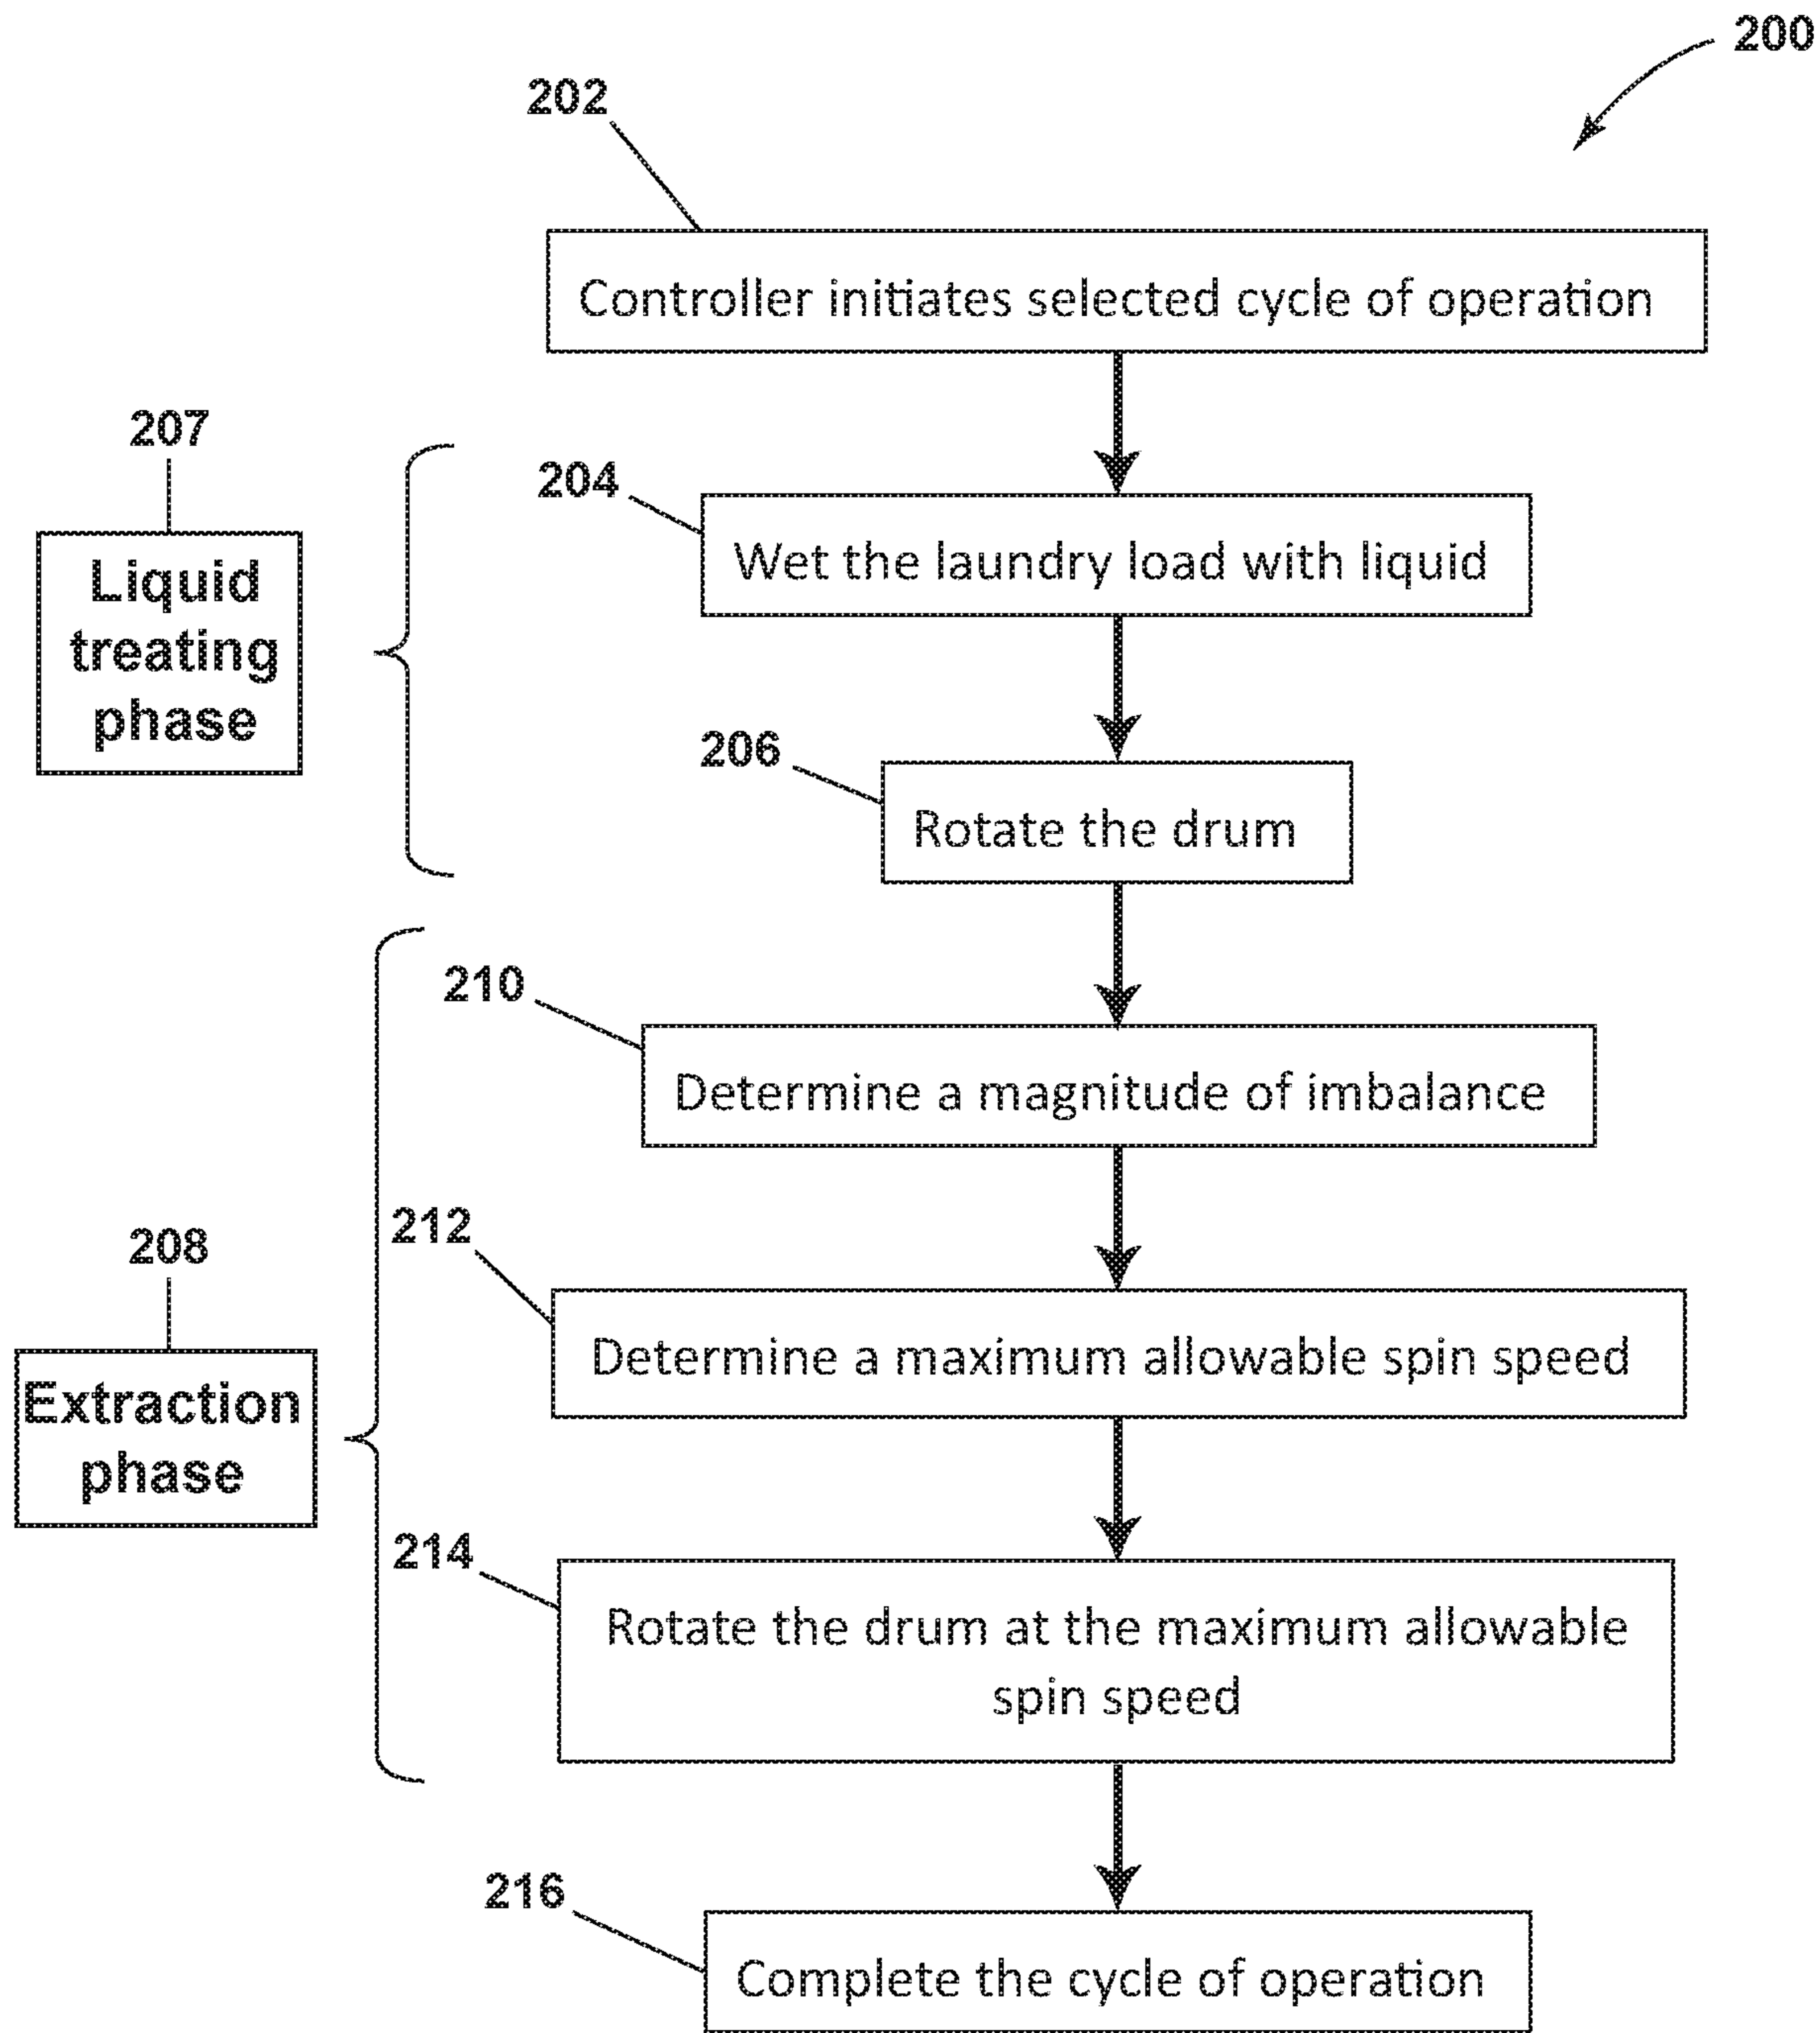 200
202
Controller initiates selected cycle of operation
207
Liquid
treating
phase
204
Wet the laundry load with liquid
206
Rotate the drum
210
Determine a magnitude of imbalance
212
Determine a maximum allowable spin speed
208
Extraction
phase
214
Rotate the drum at the maximum allowable
spin speed
216
Complete the cycle of operation